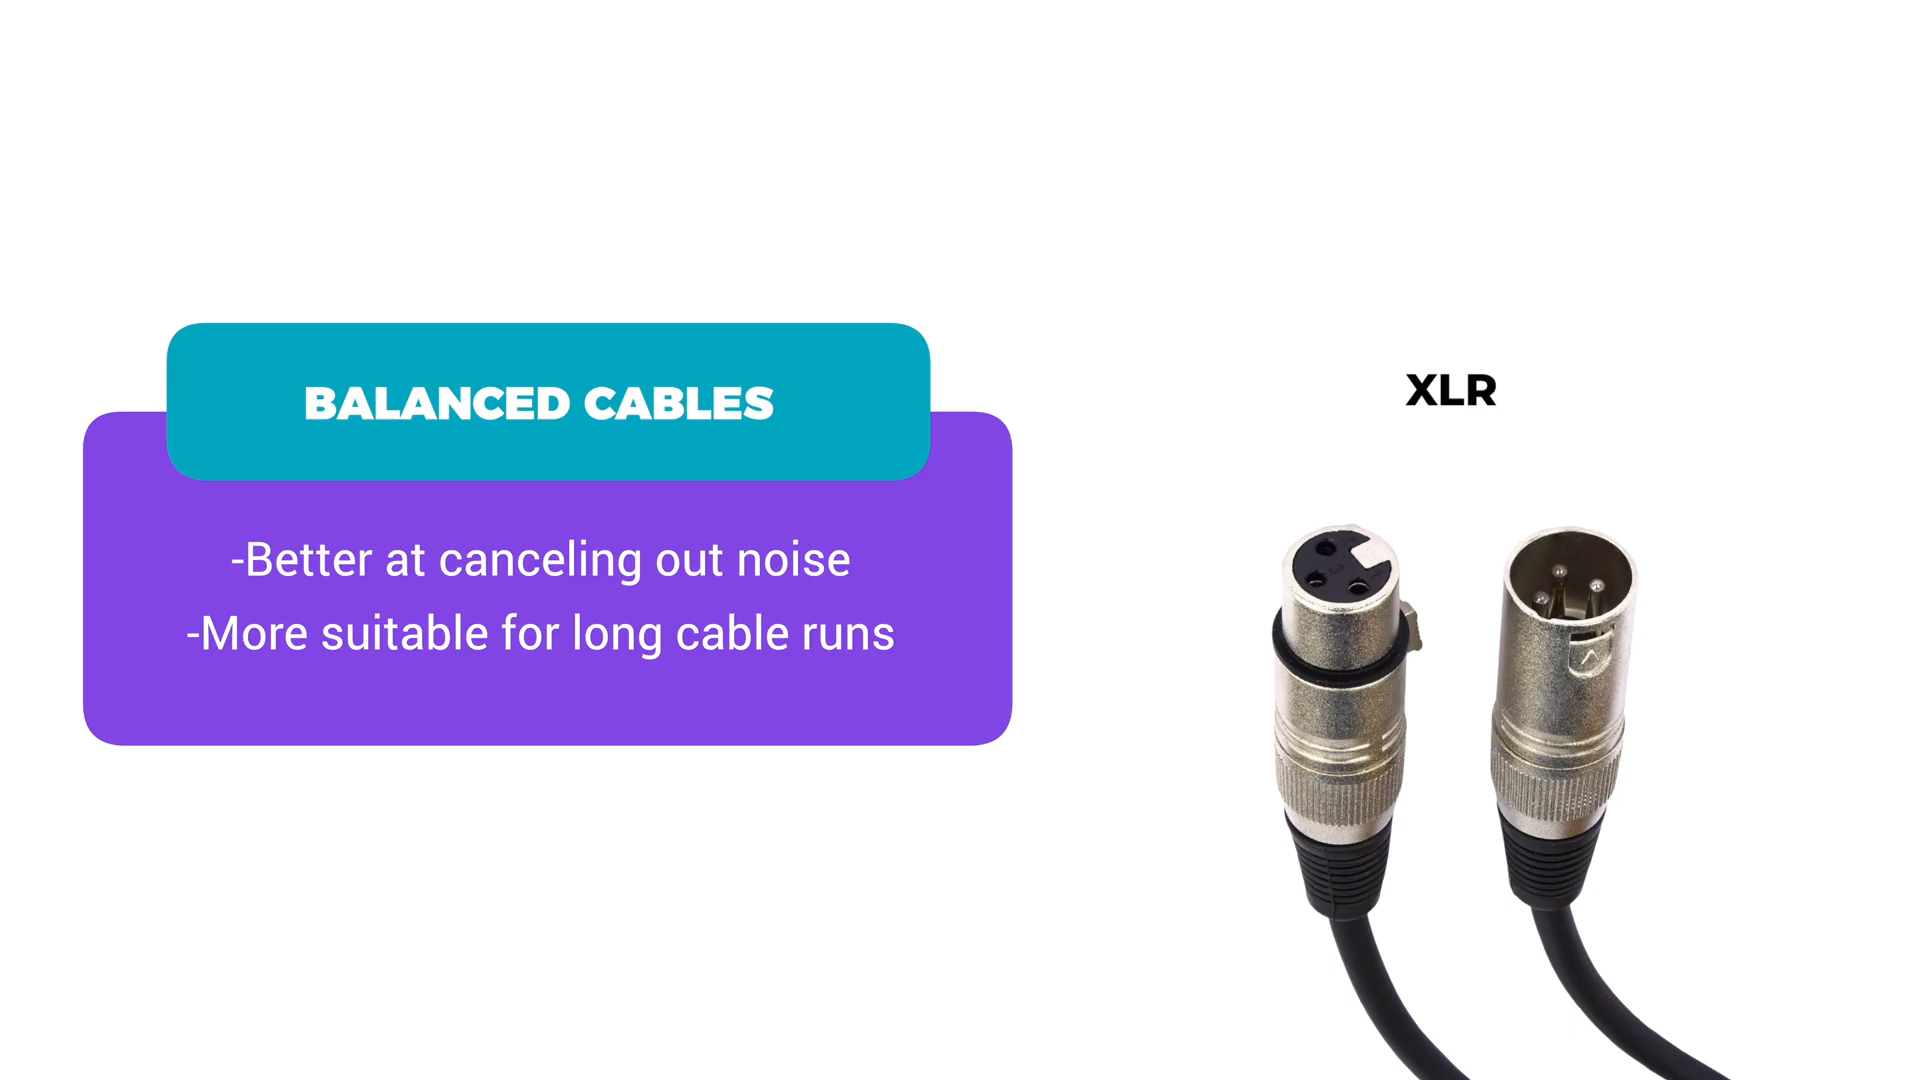 BALANCED CABLES
-Better at canceling out noise
-More suitable for long cable runs
XLR